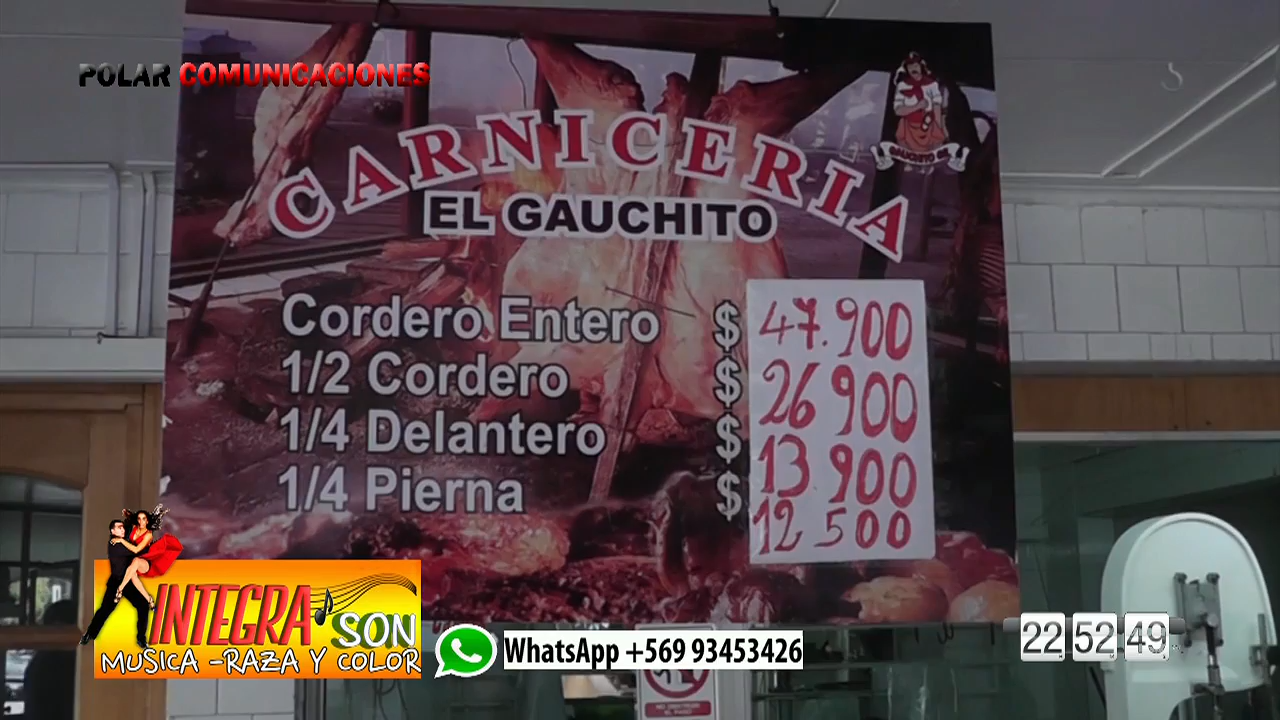 POLAR COMUNICACIONES
CARNICERIA
EL GAUCHITO
Cordero Entero $ 47.900
1/2 Cordero $ 26 900
1/4 Delantero $ 13 900
1/4 Pierna $ 12 500
INTEGRA SON
MUSICA -RAZA Y COLOR
WhatsApp +569 93453426
22 52 49